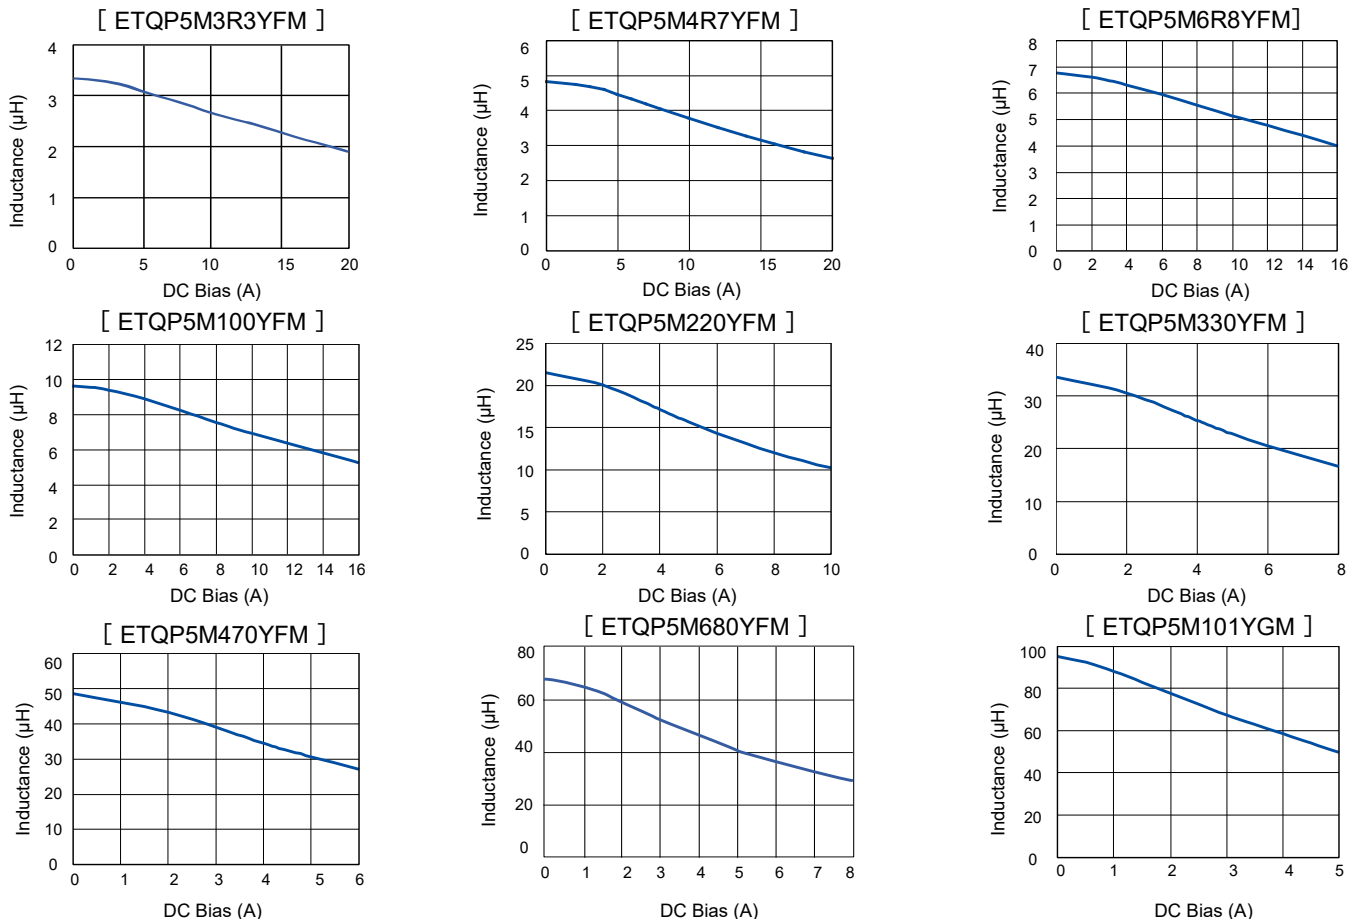 [ ETQP5M3R3YFM ]
4
3
2
1
0
0 5 10 15 20
Inductance (µH)
DC Bias (A)
[ ETQP5M4R7YFM ]
6
5
4
3
2
1
0
0 5 10 15 20
Inductance (µH)
DC Bias (A)
[ ETQP5M6R8YFM]
8
7
6
5
4
3
2
1
0
0 2 4 6 8 10 12 14 16
Inductance (µH)
DC Bias (A)
[ ETQP5M100YFM ]
12
10
8
6
4
2
0
0 2 4 6 8 10 12 14 16
Inductance (µH)
DC Bias (A)
[ ETQP5M220YFM ]
25
20
15
10
5
0
0 2 4 6 8 10
Inductance (µH)
DC Bias (A)
[ ETQP5M330YFM ]
40
30
20
10
0
0 2 4 6 8
Inductance (µH)
DC Bias (A)
[ ETQP5M470YFM ]
60
50
40
30
20
10
0
0 1 2 3 4 5 6
Inductance (µH)
DC Bias (A)
[ ETQP5M680YFM ]
80
60
40
20
0
0 1 2 3 4 5 6 7 8
Inductance (µH)
DC Bias (A)
[ ETQP5M101YGM ]
100
80
60
40
20
0
0 1 2 3 4 5
Inductance (µH)
DC Bias (A)